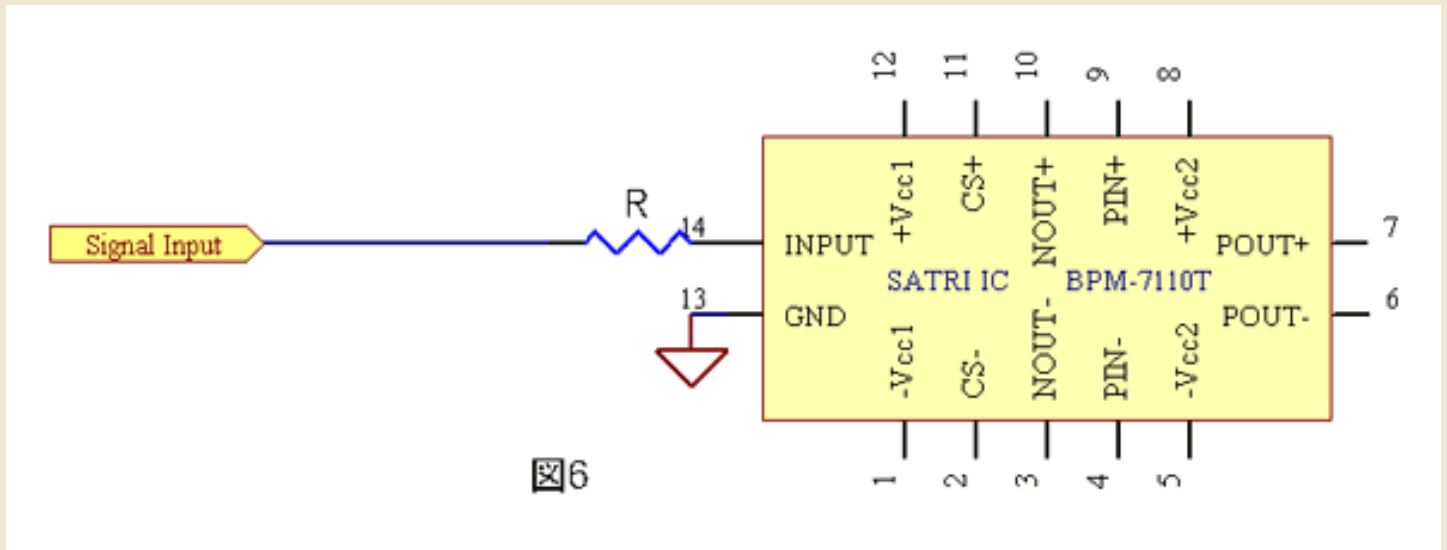 12 11 10 9 8
+Vcc1 CS+ NOUT+ PIN+ +Vcc2
R
Signal Input
14 INPUT POUT+ 7
SATRI IC BPM-7110T
13 GND POUT- 6
-Vcc1 CS- NOUT- PIN- -Vcc2
1 2 3 4 5
図6